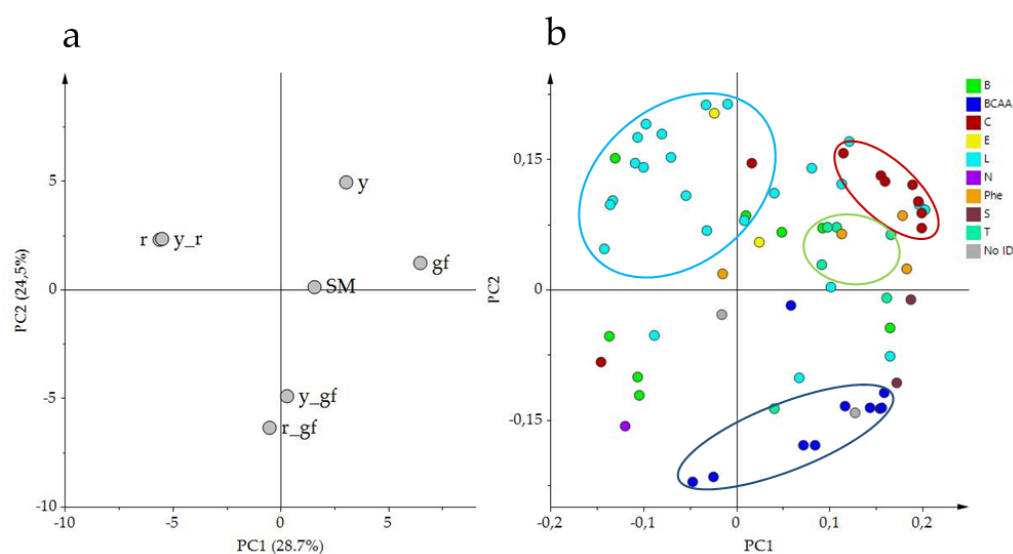 a
b
5
0
-5
-10
-10
-5
0
5
PC2 (24,5%)
PC1 (28.7%)
y
r
y_r
gf
SM
y_gf
r_gf
0,15
0
-0,15
-0,2
-0,1
0
0,1
0,2
PC2
PC1
B
BCAA
C
E
L
N
Phe
S
T
No ID